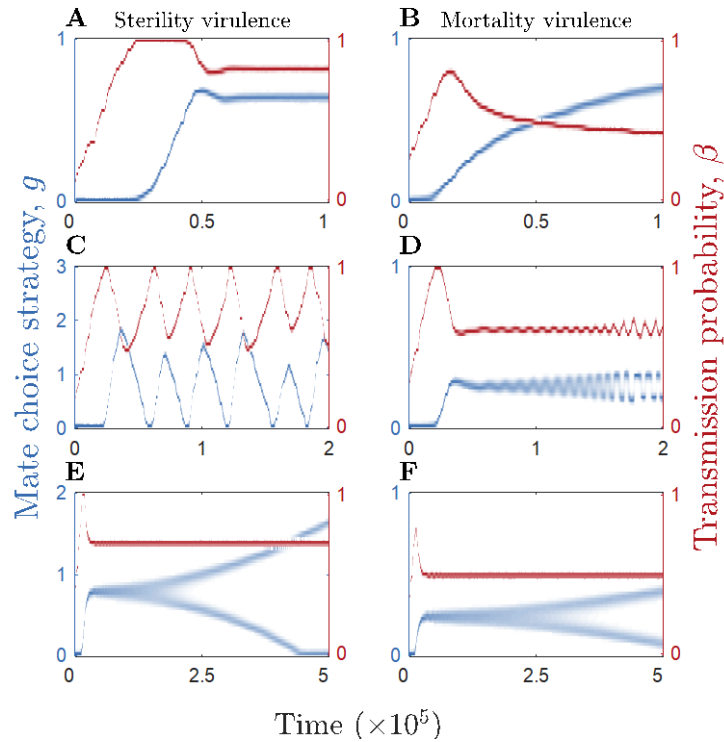 A Sterility virulence
B Mortality virulence
1
0
0 0.5 1
1
0
1
0
0 0.5 1
1
0
C
3
2
1
0
0 1 2
1
0
D
1
0
0 1 2
1
0
E
2
1
0
0 2.5 5
1
0
F
1
0
0 2.5 5
1
0
Mate choice strategy, g
Transmission probability, β
Time (×10⁵)